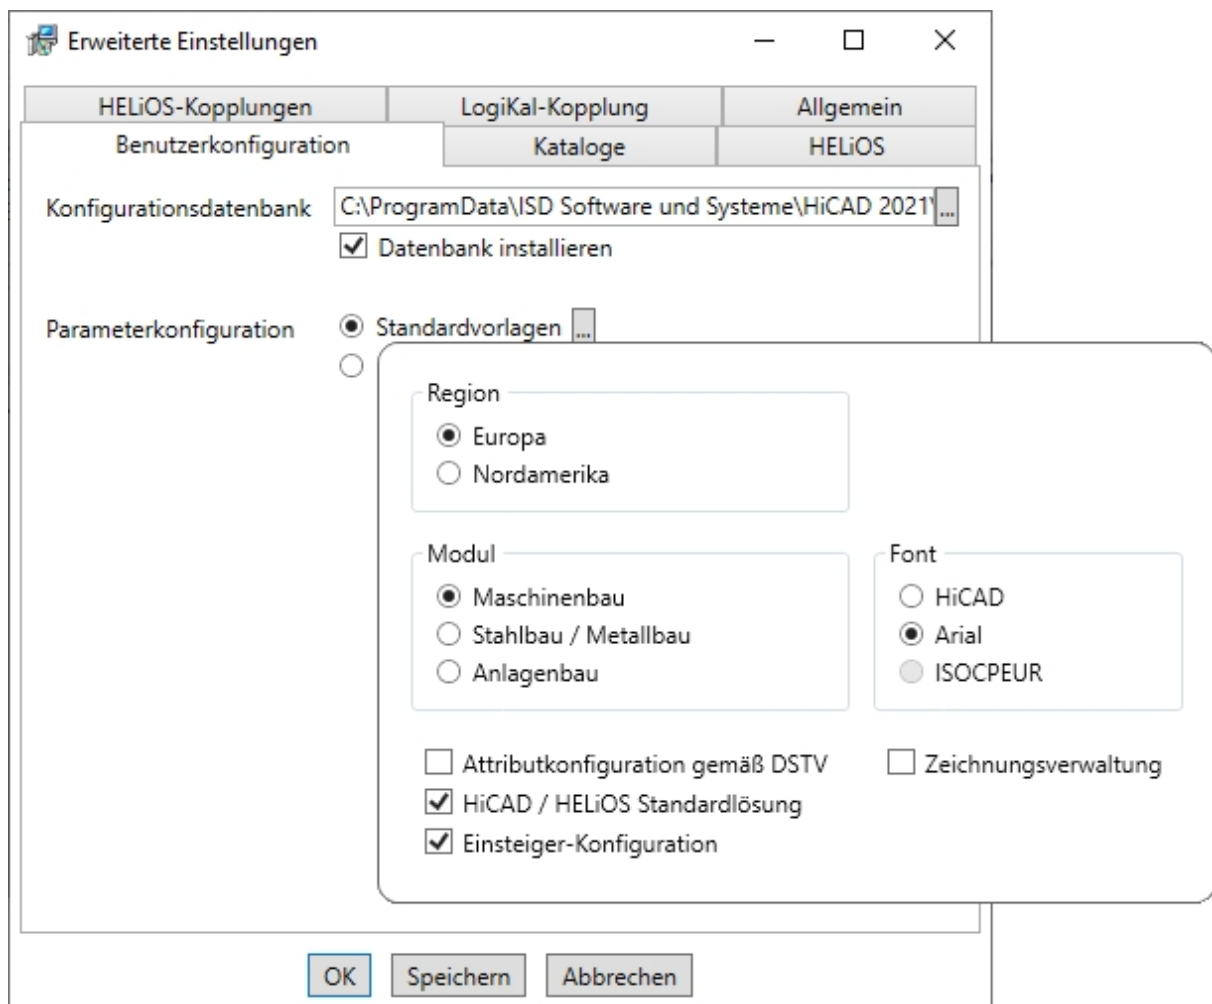 Erweiterte Einstellungen
HELiOS-Kopplungen LogiKal-Kopplung Allgemein
Benutzerkonfiguration Kataloge HELiOS
Konfigurationsdatenbank C:\ProgramData\ISD Software und Systeme\HiCAD 2021\ ...
Datenbank installieren
Parameterkonfiguration Standardvorlagen ...
Region
Europa
Nordamerika
Modul Font
Maschinenbau HiCAD
Stahlbau / Metallbau Arial
Anlagenbau ISOCPEUR
Attributkonfiguration gemäß DSTV Zeichnungsverwaltung
HiCAD / HELiOS Standardlösung
Einsteiger-Konfiguration
OK Speichern Abbrechen